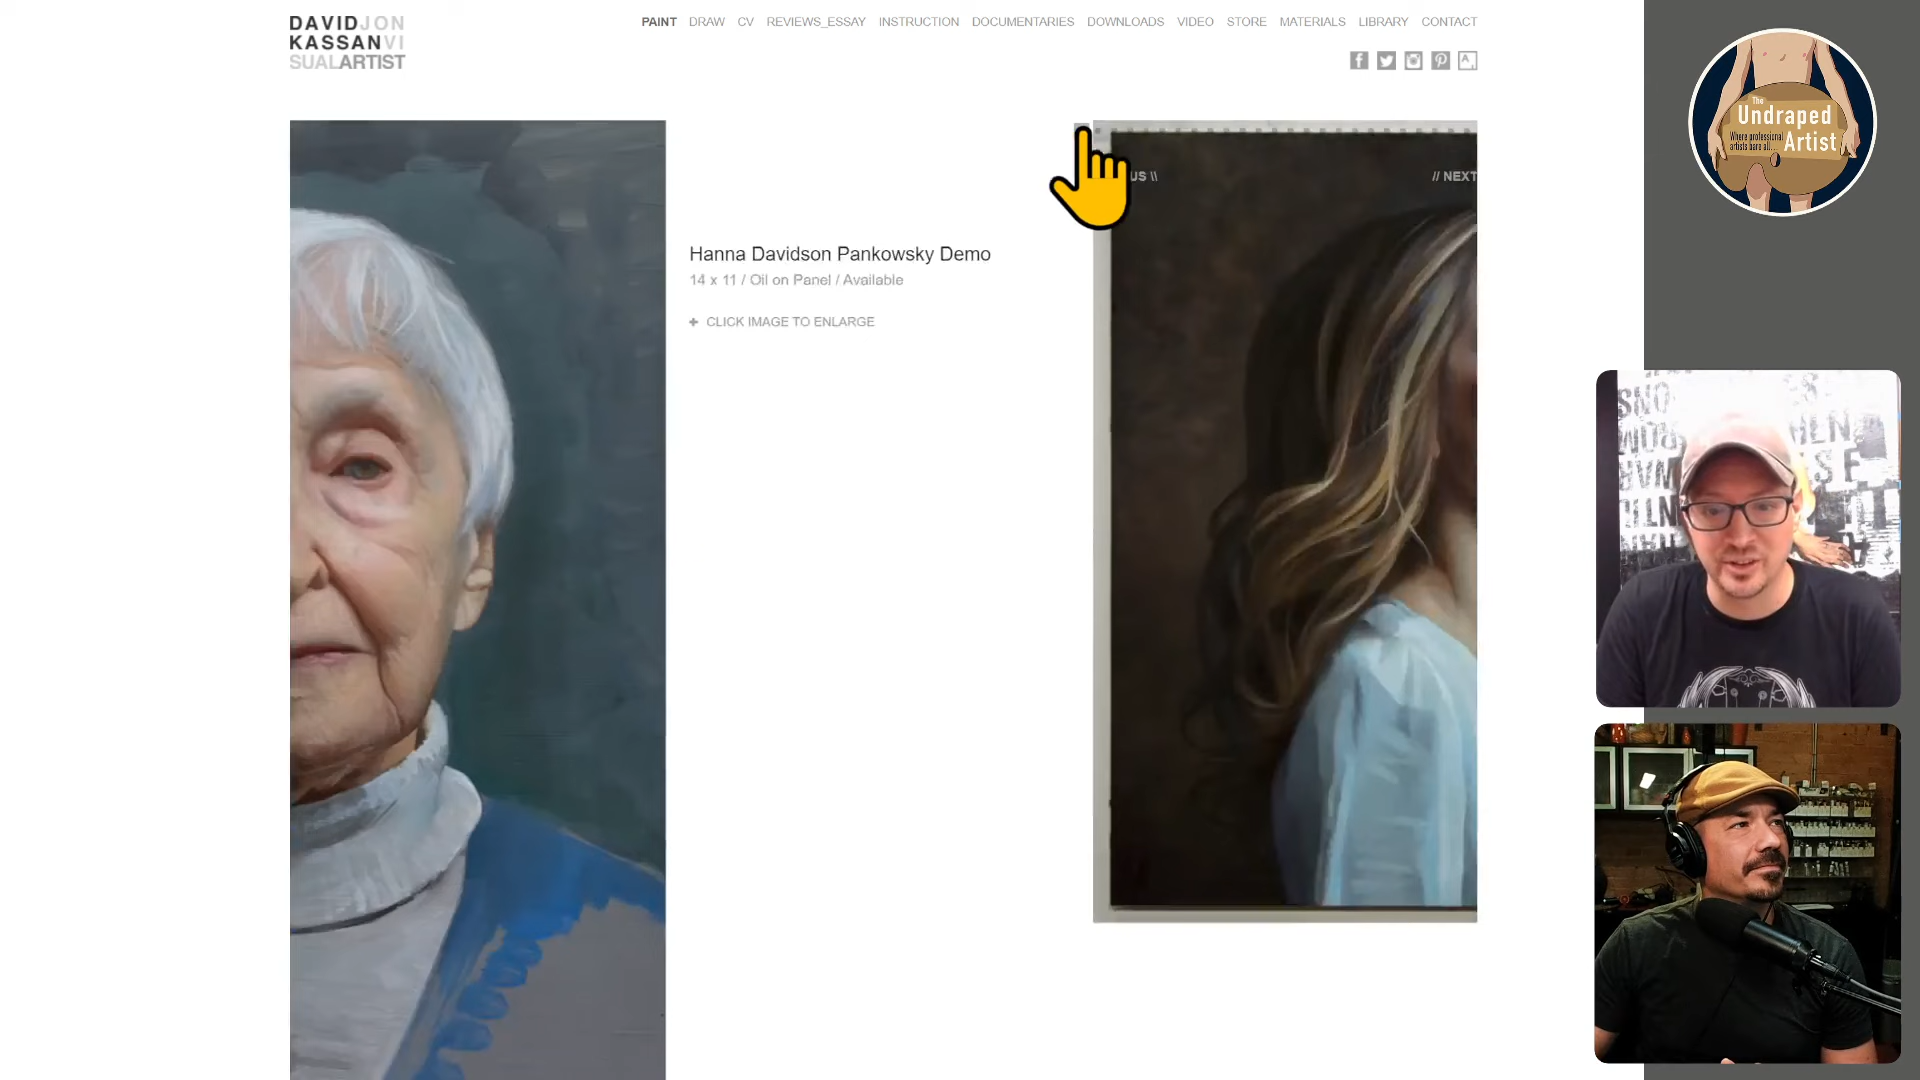 DAVIDJON
KASSANVI
SUALARTIST
PAINT DRAW CV REVIEWS_ESSAY INSTRUCTION DOCUMENTARIES DOWNLOADS VIDEO STORE MATERIALS LIBRARY CONTACT
US \\
// NEXT
Hanna Davidson Pankowsky Demo
14 x 11 / Oil on Panel / Available
+ CLICK IMAGE TO ENLARGE
The
Undraped
Where professional
artists bare all...
Artist